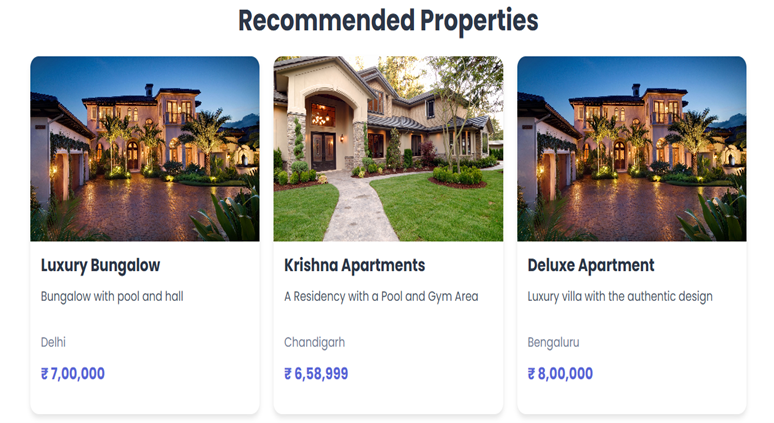 Recommended Properties
Luxury Bungalow
Bungalow with pool and hall
Delhi
₹ 7,00,000
Krishna Apartments
A Residency with a Pool and Gym Area
Chandigarh
₹ 6,58,999
Deluxe Apartment
Luxury villa with the authentic design
Bengaluru
₹ 8,00,000